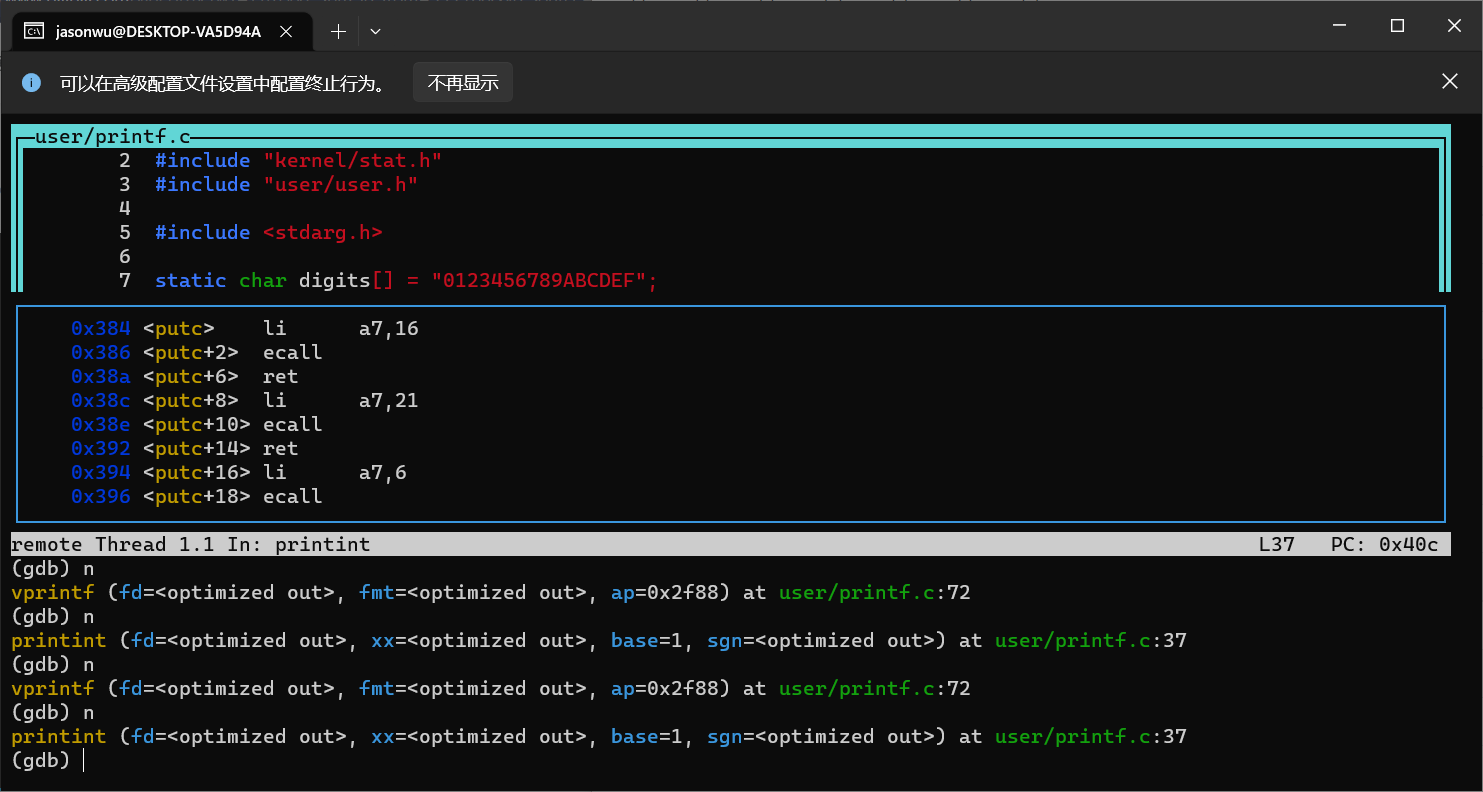 jasonwu@DESKTOP-VA5D94A
可以在高级配置文件设置中配置终止行为。 不再显示
user/printf.c
2 #include "kernel/stat.h"
3 #include "user/user.h"
4
5 #include <stdarg.h>
6
7 static char digits[] = "0123456789ABCDEF";
0x384 <putc> li a7,16
0x386 <putc+2> ecall
0x38a <putc+6> ret
0x38c <putc+8> li a7,21
0x38e <putc+10> ecall
0x392 <putc+14> ret
0x394 <putc+16> li a7,6
0x396 <putc+18> ecall
remote Thread 1.1 In: printint L37 PC: 0x40c
(gdb) n
vprintf (fd=<optimized out>, fmt=<optimized out>, ap=0x2f88) at user/printf.c:72
(gdb) n
printint (fd=<optimized out>, xx=<optimized out>, base=1, sgn=<optimized out>) at user/printf.c:37
(gdb) n
vprintf (fd=<optimized out>, fmt=<optimized out>, ap=0x2f88) at user/printf.c:72
(gdb) n
printint (fd=<optimized out>, xx=<optimized out>, base=1, sgn=<optimized out>) at user/printf.c:37
(gdb)